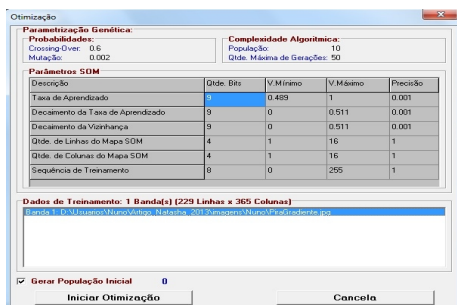 Otimização
Parametrização Genética:
Probabilidades:
Crossing-Over: 0.6
Mutação: 0.002
Complexidade Algorítmica:
População: 10
Qtde. Máxima de Gerações: 50
Parâmetros SOM
Descrição Qtde. Bits V.Mínimo V.Máximo Precisão
Taxa de Aprendizado 9 0.489 1 0.001
Decaimento da Taxa de Aprendizado 9 0 0.511 0.001
Decaimento da Vizinhança 9 0 0.511 0.001
Qtde. de Linhas do Mapa SOM 4 1 16 1
Qtde. de Colunas do Mapa SOM 4 1 16 1
Sequência de Treinamento 8 0 255 1
Dados de Treinamento: 1 Banda(s) (229 Linhas x 365 Colunas)
Banda 1: D:\Usuarios\Nuno\Artigo_Natasha_2013\imagens\Nuno\PiraGradiente.jpg
Gerar População Inicial 0
Iniciar Otimização Cancela